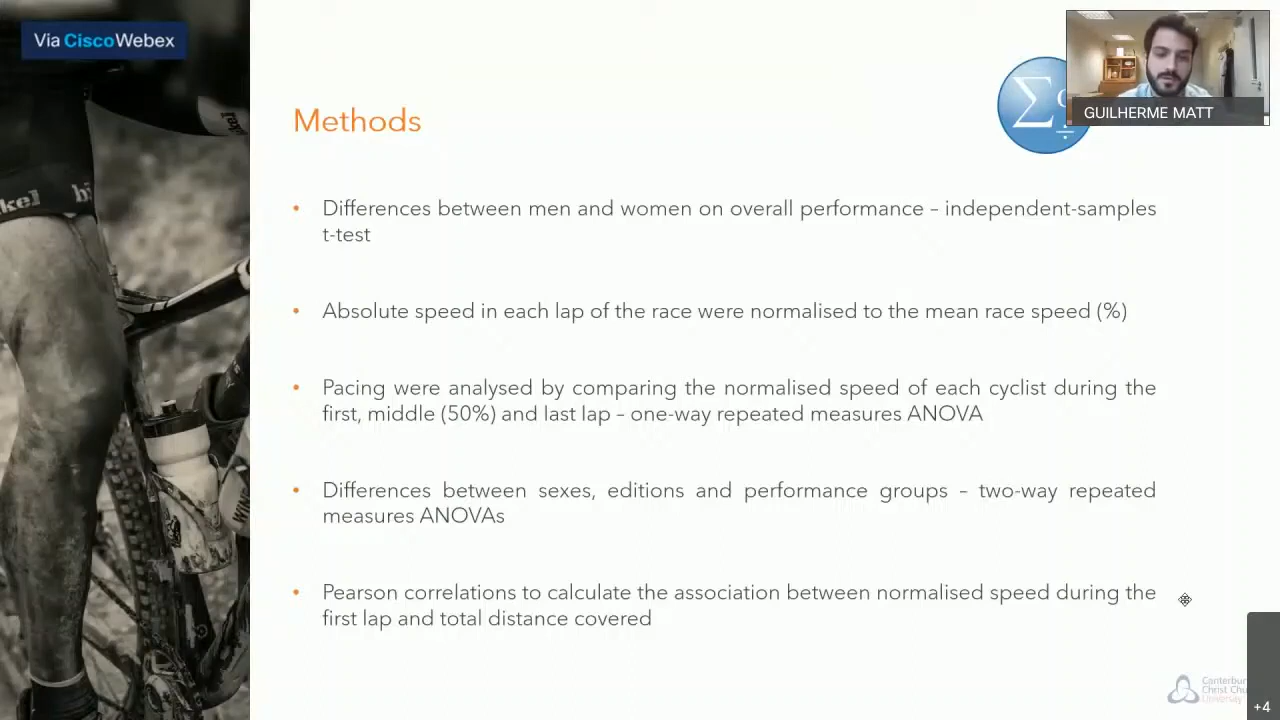 Via CiscoWebex
GUILHERME MATT
Methods
• Differences between men and women on overall performance – independent-samples
t-test
• Absolute speed in each lap of the race were normalised to the mean race speed (%)
• Pacing were analysed by comparing the normalised speed of each cyclist during the
first, middle (50%) and last lap – one-way repeated measures ANOVA
• Differences between sexes, editions and performance groups – two-way repeated
measures ANOVAs
• Pearson correlations to calculate the association between normalised speed during the
first lap and total distance covered
Christ
University
+4